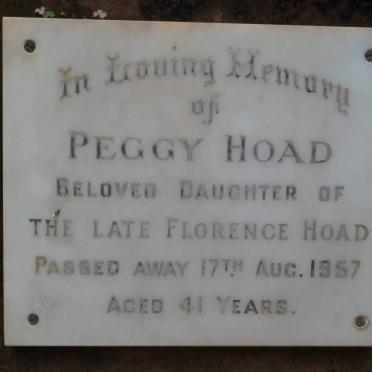 In Loving Memory
of
PEGGY HOAD
BELOVED DAUGHTER OF
THE LATE FLORENCE HOAD
PASSED AWAY 17TH AUG. 1957
AGED 41 YEARS.